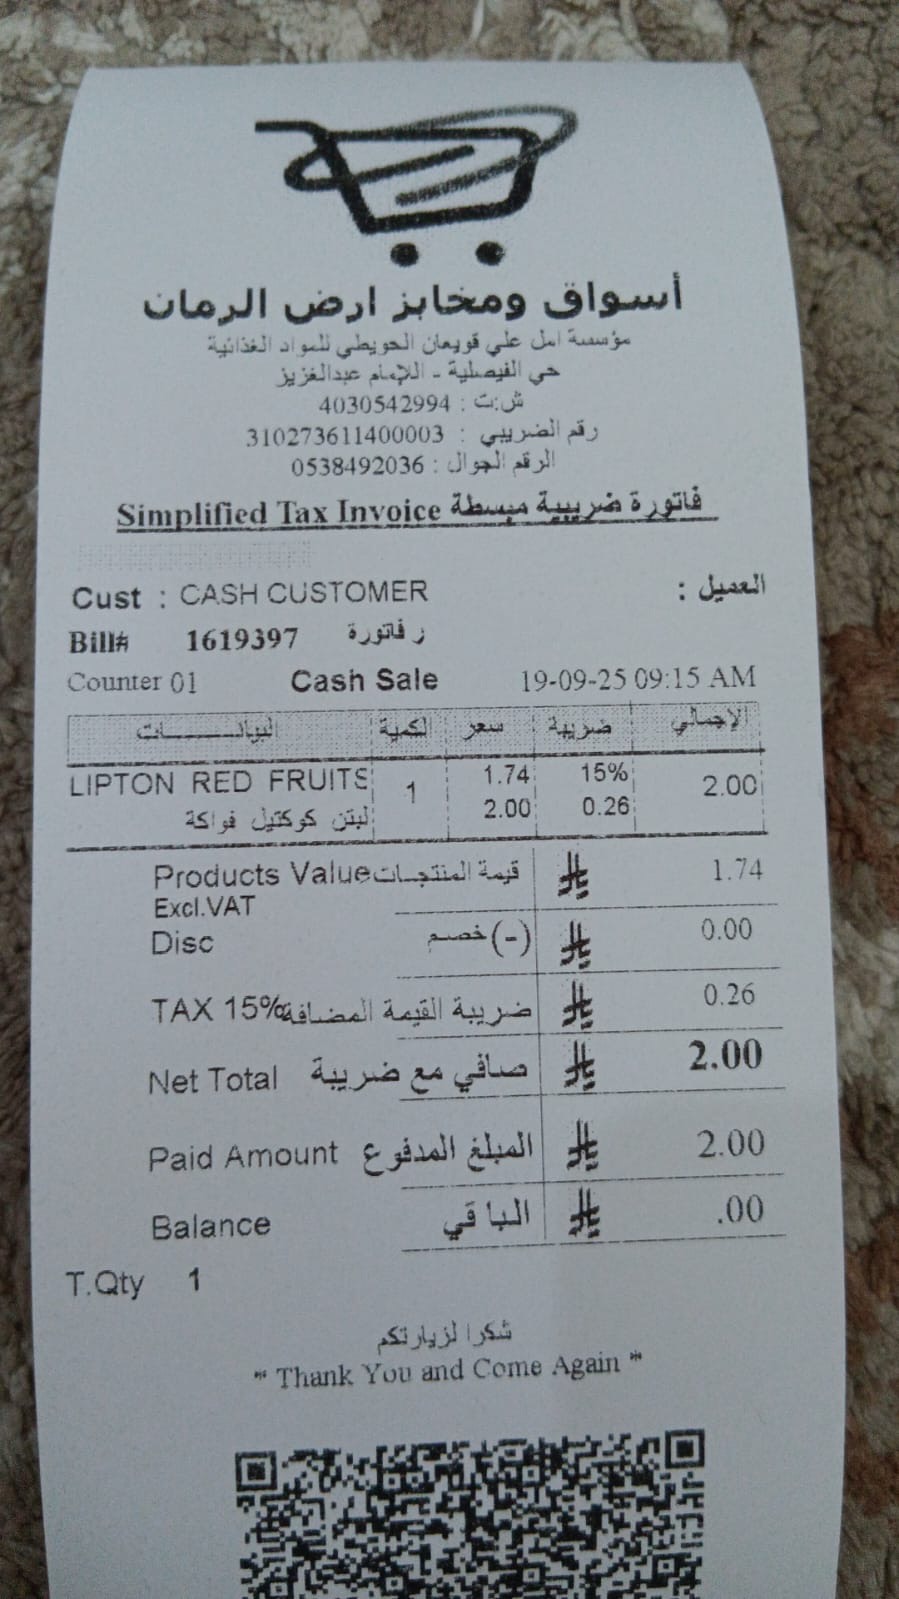 أسواق ومخابز ارض الرمان
مؤسسة امل علي قويعان الحويطي للمواد الغذائية
حي الفيصلية - الامام عبدالعزيز
ش:ت : 4030542994
رقم الضريبي : 310273611400003
الرقم الجوال : 0538492036
Simplified Tax Invoice فاتورة ضريبية مبسطة
Cust : CASH CUSTOMER العميل :
Bill# 1619397 ر فاتورة
Counter 01 Cash Sale 19-09-25 09:15 AM
البيانـــــــات الكمية سعر ضريبة الإجمالي
LIPTON RED FRUITS 1 1.74 15% 2.00
لبتن كوكتيل فواكة 2.00 0.26
Products Value قيمة المنتجات 1.74
Excl.VAT
Disc خصم (-) 0.00
TAX 15% ضريبة القيمة المضافة 0.26
Net Total صافي مع ضريبة 2.00
Paid Amount المبلغ المدفوع 2.00
Balance البا قي .00
T.Qty 1
شكرا لزيارتكم
* Thank You and Come Again *